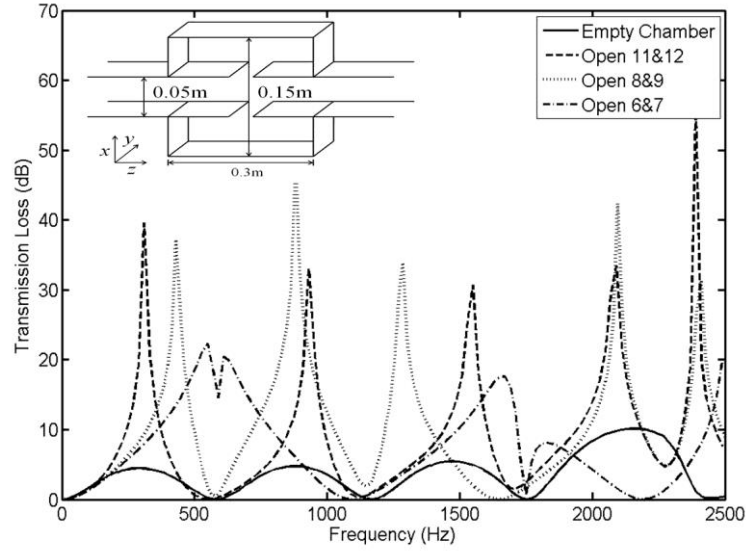 70
60
50
40
30
20
10
0
Transmission Loss (dB)
0 500 1000 1500 2000 2500
Frequency (Hz)
Empty Chamber
Open 11&12
Open 8&9
Open 6&7
0.05m
0.15m
0.3m
x
y
z